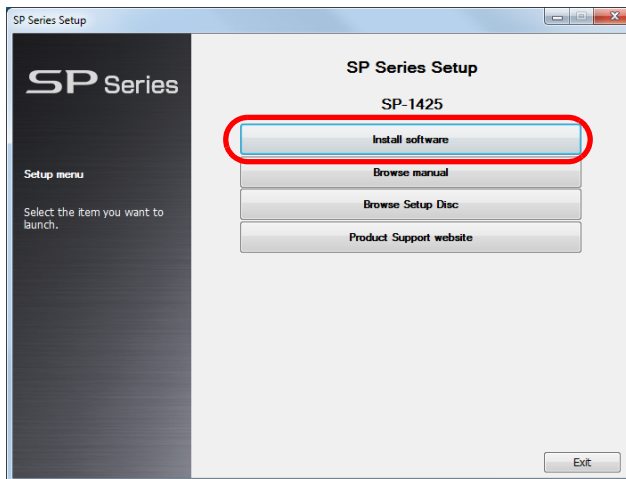 SP Series Setup
SP Series
Setup menu
Select the item you want to
launch.
SP Series Setup
SP-1425
Install software
Browse manual
Browse Setup Disc
Product Support website
Exit